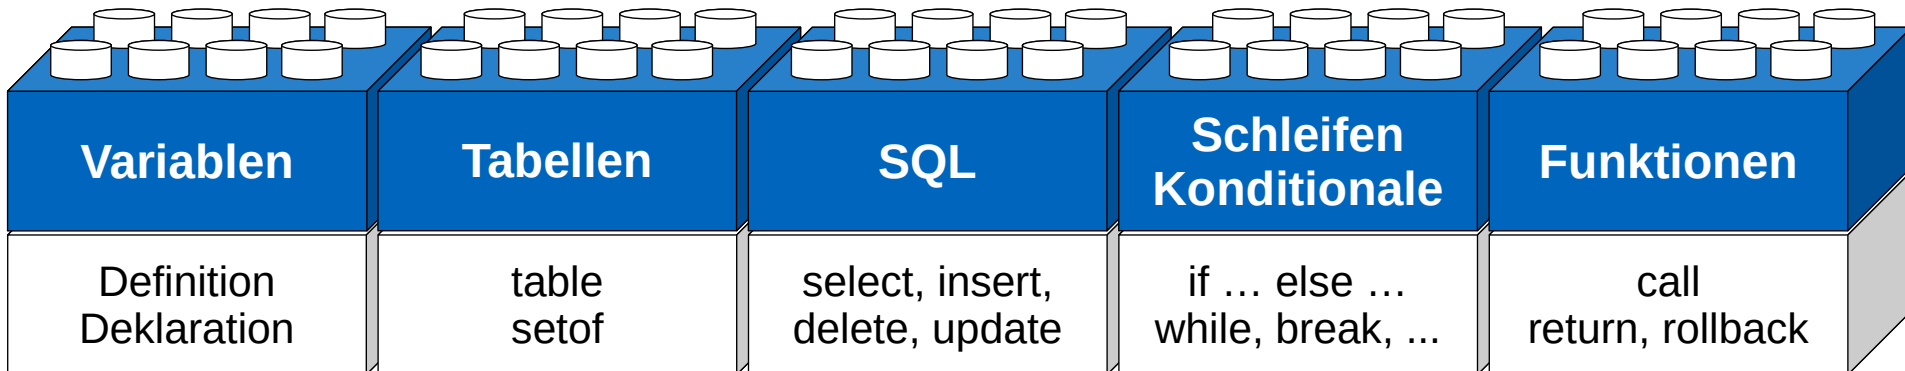 Variablen
Tabellen
SQL
Schleifen
Konditionale
Funktionen
Definition
Deklaration
table
setof
select, insert,
delete, update
if … else …
while, break, ...
call
return, rollback